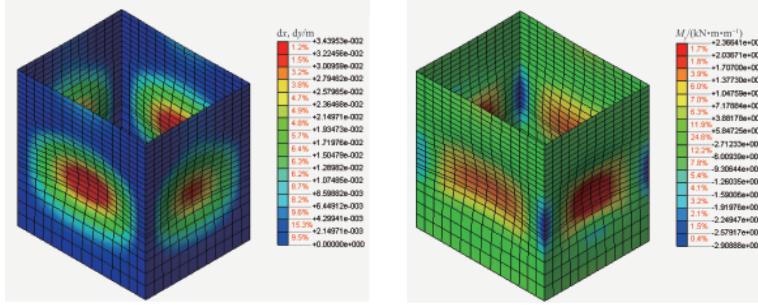 dx, dy/m
+3.43953e-002
1.2%
+3.22456e-002
1.5%
+3.00959e-002
3.2%
+2.79462e-002
3.8%
+2.57965e-002
4.7%
+2.36468e-002
4.9%
+2.14971e-002
4.8%
+1.93473e-002
5.7%
+1.71976e-002
6.4%
+1.50479e-002
6.3%
+1.28982e-002
6.2%
+1.07485e-002
8.7%
+8.59882e-003
8.2%
+6.44912e-003
9.6%
+4.29941e-003
15.3%
+2.14971e-003
9.5%
+0.00000e+000
+2.36641e+00
1.7%
+2.03671e+00
1.8%
+1.70700e+00
3.9%
+1.37730e+00
6.0%
+1.04759e+00
7.0%
+7.17884e+00
6.3%
+3.88178e+00
11.9%
+5.84725e+00
24.8%
-2.71233e+00
12.2%
-6.00939e+00
7.8%
-9.30644e+00
5.4%
-1.26035e+00
4.1%
-1.59006e+00
3.2%
-1.91976e+00
2.1%
-2.24947e+00
1.5%
-2.57917e+00
0.4%
-2.90888e+00